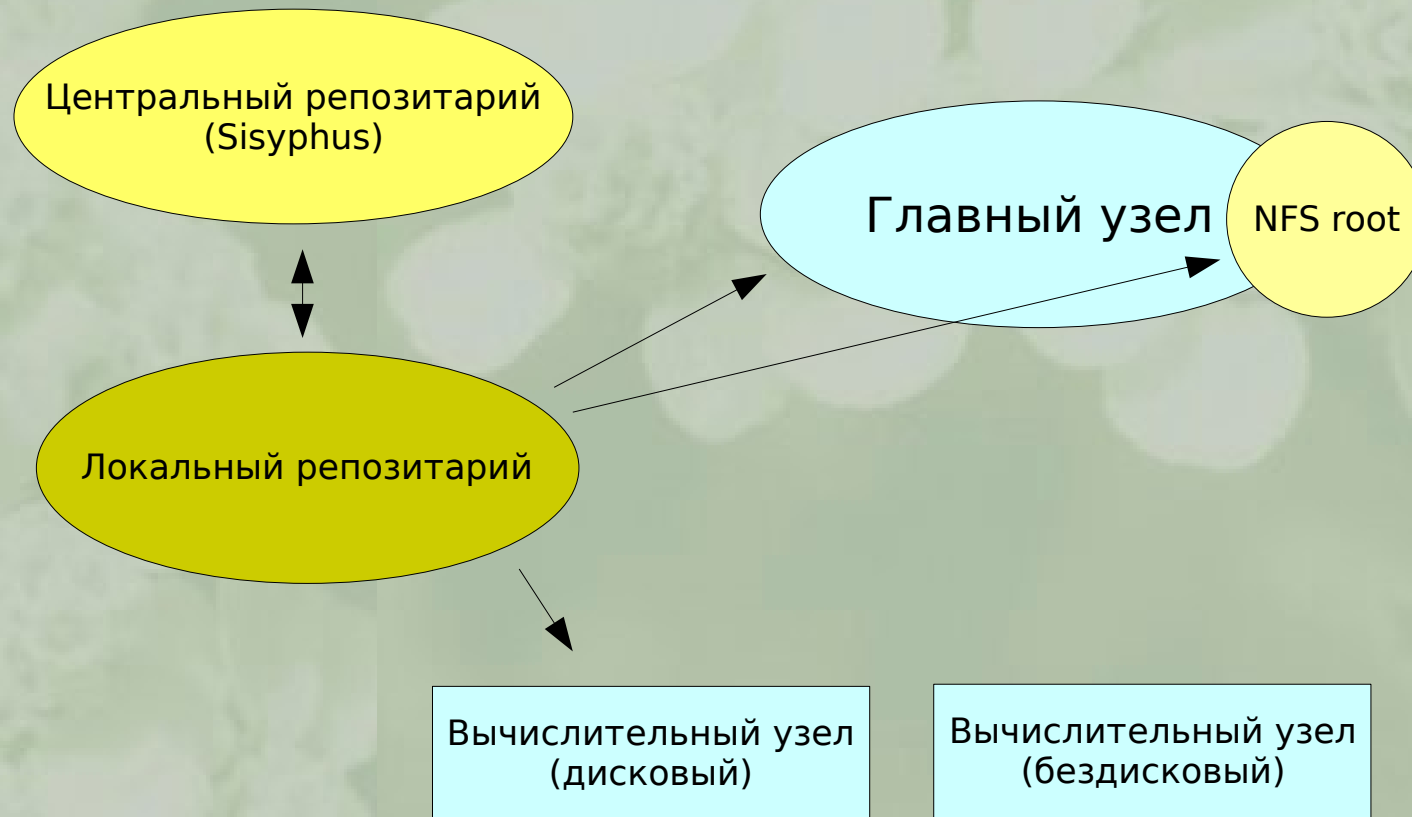 Центральный репозитарий
(Sisyphus)
Главный узел
NFS root
Локальный репозитарий
Вычислительный узел
(дисковый)
Вычислительный узел
(бездисковый)